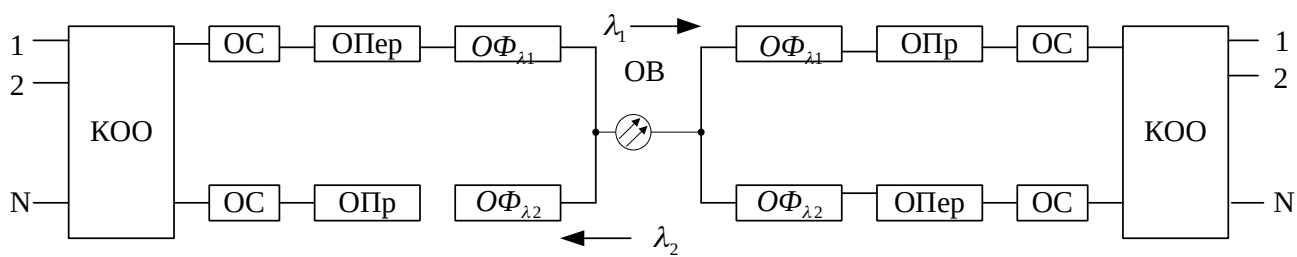 λ1
1 ОС ОПер ОФλ1 ОФλ1 ОПр ОС 1
2 ОВ 2
КОО КОО
N ОС ОПр ОФλ2 ОФλ2 ОПер ОС N
λ2